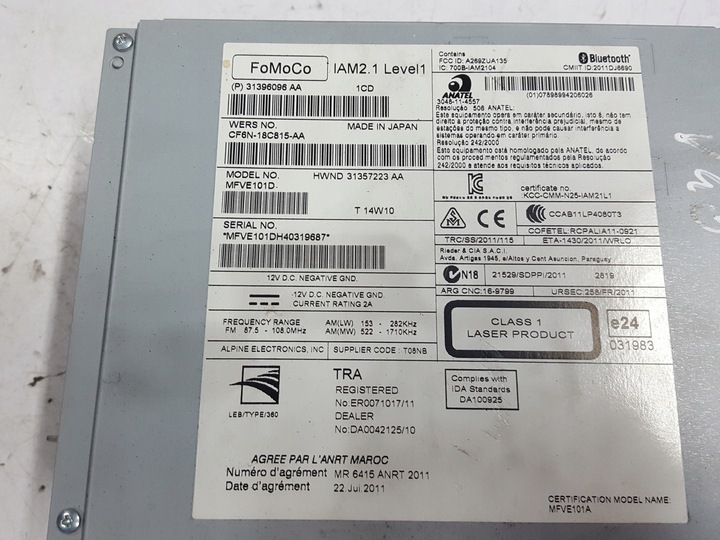 FoMoCo IAM2.1 Level1
(P) 31396096 AA 1CD
WERS NO. MADE IN JAPAN
CF6N-18C815-AA
MODEL NO. HWND 31357223 AA
MFVE101D
T 14W10
SERIAL NO.
*MFVE101DH40319687*
12V D.C. NEGATIVE GND.
12V D.C. NEGATIVE GND.
CURRENT RATING 2A
FREQUENCY RANGE AM(LW) 153 - 282KHz
FM 87.5 - 108.0MHz AM(MW) 522 - 1710KHz
ALPINE ELECTRONICS, INC SUPPLIER CODE : T08NB
LEB/TYPE/360
TRA
REGISTERED
No:ER0071017/11
DEALER
No:DA0042125/10
Complies with
IDA Standards
DA100925
AGREE PAR L'ANRT MAROC
Numéro d'agrément MR 6415 ANRT 2011
Date d'agrément 22.Jul.2011
Contains
FCC ID: A269ZUA135
IC: 700B-IAM2104
Bluetooth
CMIIT ID:2011DJ6690
ANATEL
3048-11-4557
(01)07898994206026
Resolução 506 ANATEL:
Este equipamento opera em caráter secundário, isto é, não tem
direito a proteção contra interferência prejudicial, mesmo de
estações do mesmo tipo, e não pode causar interferência a
sistemas operando em caráter primário.
Resolução 242/2000
Este produto está homologado pela ANATEL, de acordo
com os procedimentos regulamentados pela Resolução
242/2000 e atende aos requisitos técnicos aplicados.
certificate no.
KCC-CMM-N25-IAM21L1
CCAB11LP4080T3
COFETEL:RCPALIA11-0921
TRC/SS/2011/115 ETA-1430/2011/WRLO
Rieder & CIA S.A.C.I.
Avda. Artigas 1945, e/Altos y Cent Asuncion, Paraguay
N18 21529/SDPPI/2011 2819
ARG CNC:16-9799 URSEC:258/FR/2011
CLASS 1
LASER PRODUCT
e24
031983
CERTIFICATION MODEL NAME:
MFVE101A